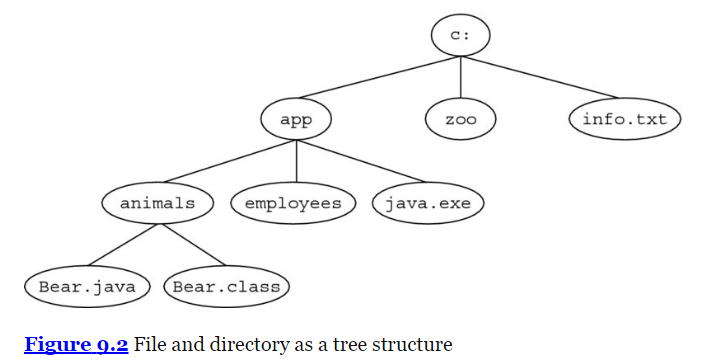 c:
app
zoo
info.txt
animals
employees
java.exe
Bear.java
Bear.class
Figure 9.2 File and directory as a tree structure